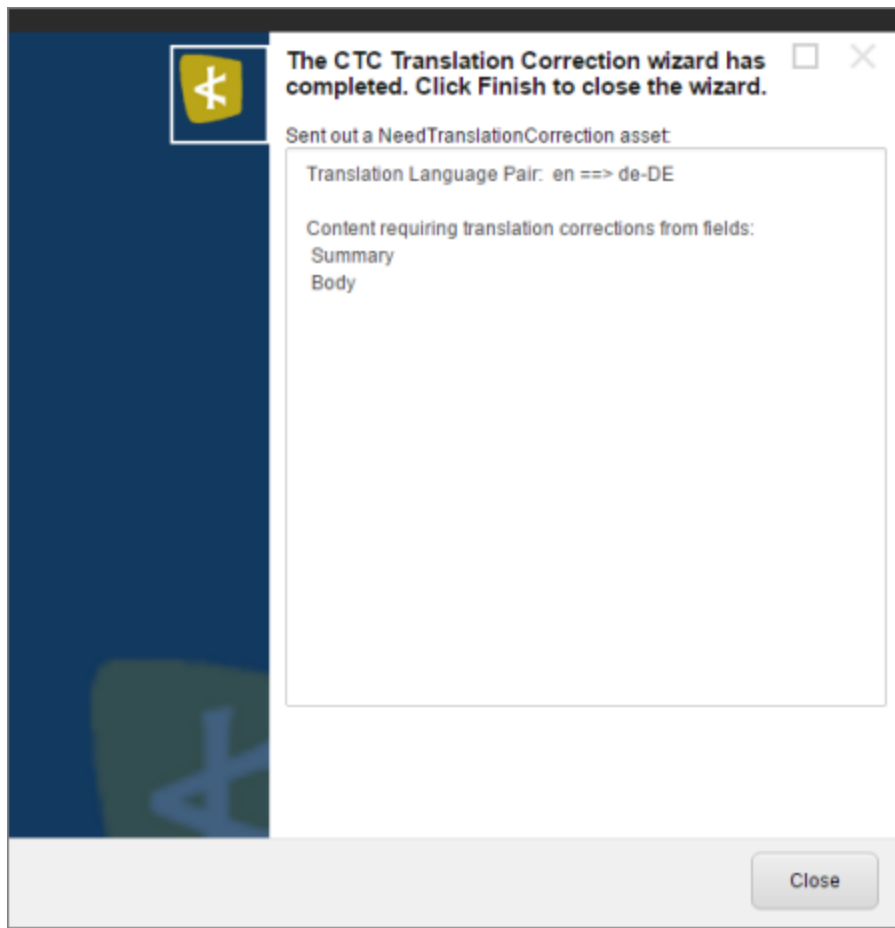 The CTC Translation Correction wizard has
completed. Click Finish to close the wizard.
Sent out a NeedTranslationCorrection asset:
Translation Language Pair:  en ==> de-DE
Content requiring translation corrections from fields:
Summary
Body
Close